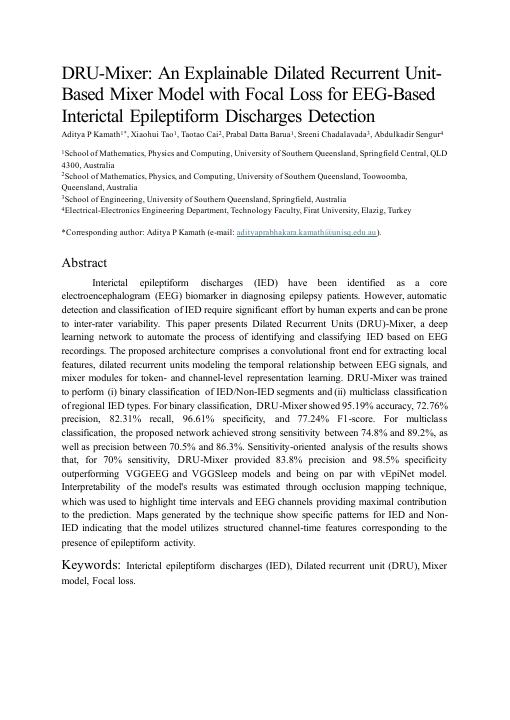 DRU-Mixer: An Explainable Dilated Recurrent Unit-
Based Mixer Model with Focal Loss for EEG-Based
Interictal Epileptiform Discharges Detection
Aditya P Kamath¹*, Xiaohui Tao¹, Taotao Cai², Prabal Datta Barua¹, Sreeni Chadalavada³, Abdulkadir Sengur⁴
¹School of Mathematics, Physics and Computing, University of Southern Queensland, Springfield Central, QLD
4300, Australia
²School of Mathematics, Physics, and Computing, University of Southern Queensland, Toowoomba,
Queensland, Australia
³School of Engineering, University of Southern Queensland, Springfield, Australia
⁴Electrical-Electronics Engineering Department, Technology Faculty, Firat University, Elazig, Turkey
*Corresponding author: Aditya P Kamath (e-mail: adityaprabhakara.kamath@unisq.edu.au).
Abstract
Interictal epileptiform discharges (IED) have been identified as a core
electroencephalogram (EEG) biomarker in diagnosing epilepsy patients. However, automatic
detection and classification of IED require significant effort by human experts and can be prone
to inter-rater variability. This paper presents Dilated Recurrent Units (DRU)-Mixer, a deep
learning network to automate the process of identifying and classifying IED based on EEG
recordings. The proposed architecture comprises a convolutional front end for extracting local
features, dilated recurrent units modeling the temporal relationship between EEG signals, and
mixer modules for token- and channel-level representation learning. DRU-Mixer was trained
to perform (i) binary classification of IED/Non-IED segments and (ii) multiclass classification
of regional IED types. For binary classification, DRU-Mixer showed 95.19% accuracy, 72.76%
precision, 82.31% recall, 96.61% specificity, and 77.24% F1-score. For multiclass
classification, the proposed network achieved strong sensitivity between 74.8% and 89.2%, as
well as precision between 70.5% and 86.3%. Sensitivity-oriented analysis of the results shows
that, for 70% sensitivity, DRU-Mixer provided 83.8% precision and 98.5% specificity
outperforming VGGEEG and VGGSleep models and being on par with vEpiNet model.
Interpretability of the model's results was estimated through occlusion mapping technique,
which was used to highlight time intervals and EEG channels providing maximal contribution
to the prediction. Maps generated by the technique show specific patterns for IED and Non-
IED indicating that the model utilizes structured channel-time features corresponding to the
presence of epileptiform activity.
Keywords: Interictal epileptiform discharges (IED), Dilated recurrent unit (DRU), Mixer
model, Focal loss.